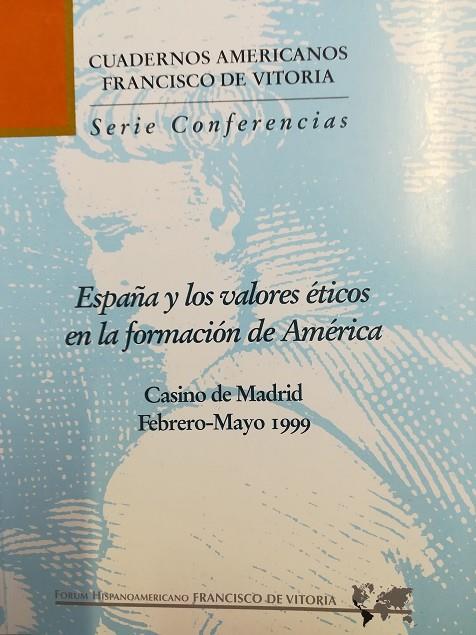 CUADERNOS AMERICANOS
FRANCISCO DE VITORIA
Serie Conferencias
España y los valores éticos
en la formación de América
Casino de Madrid
Febrero-Mayo 1999
FORUM HISPANOAMERICANO FRANCISCO DE VITORIA